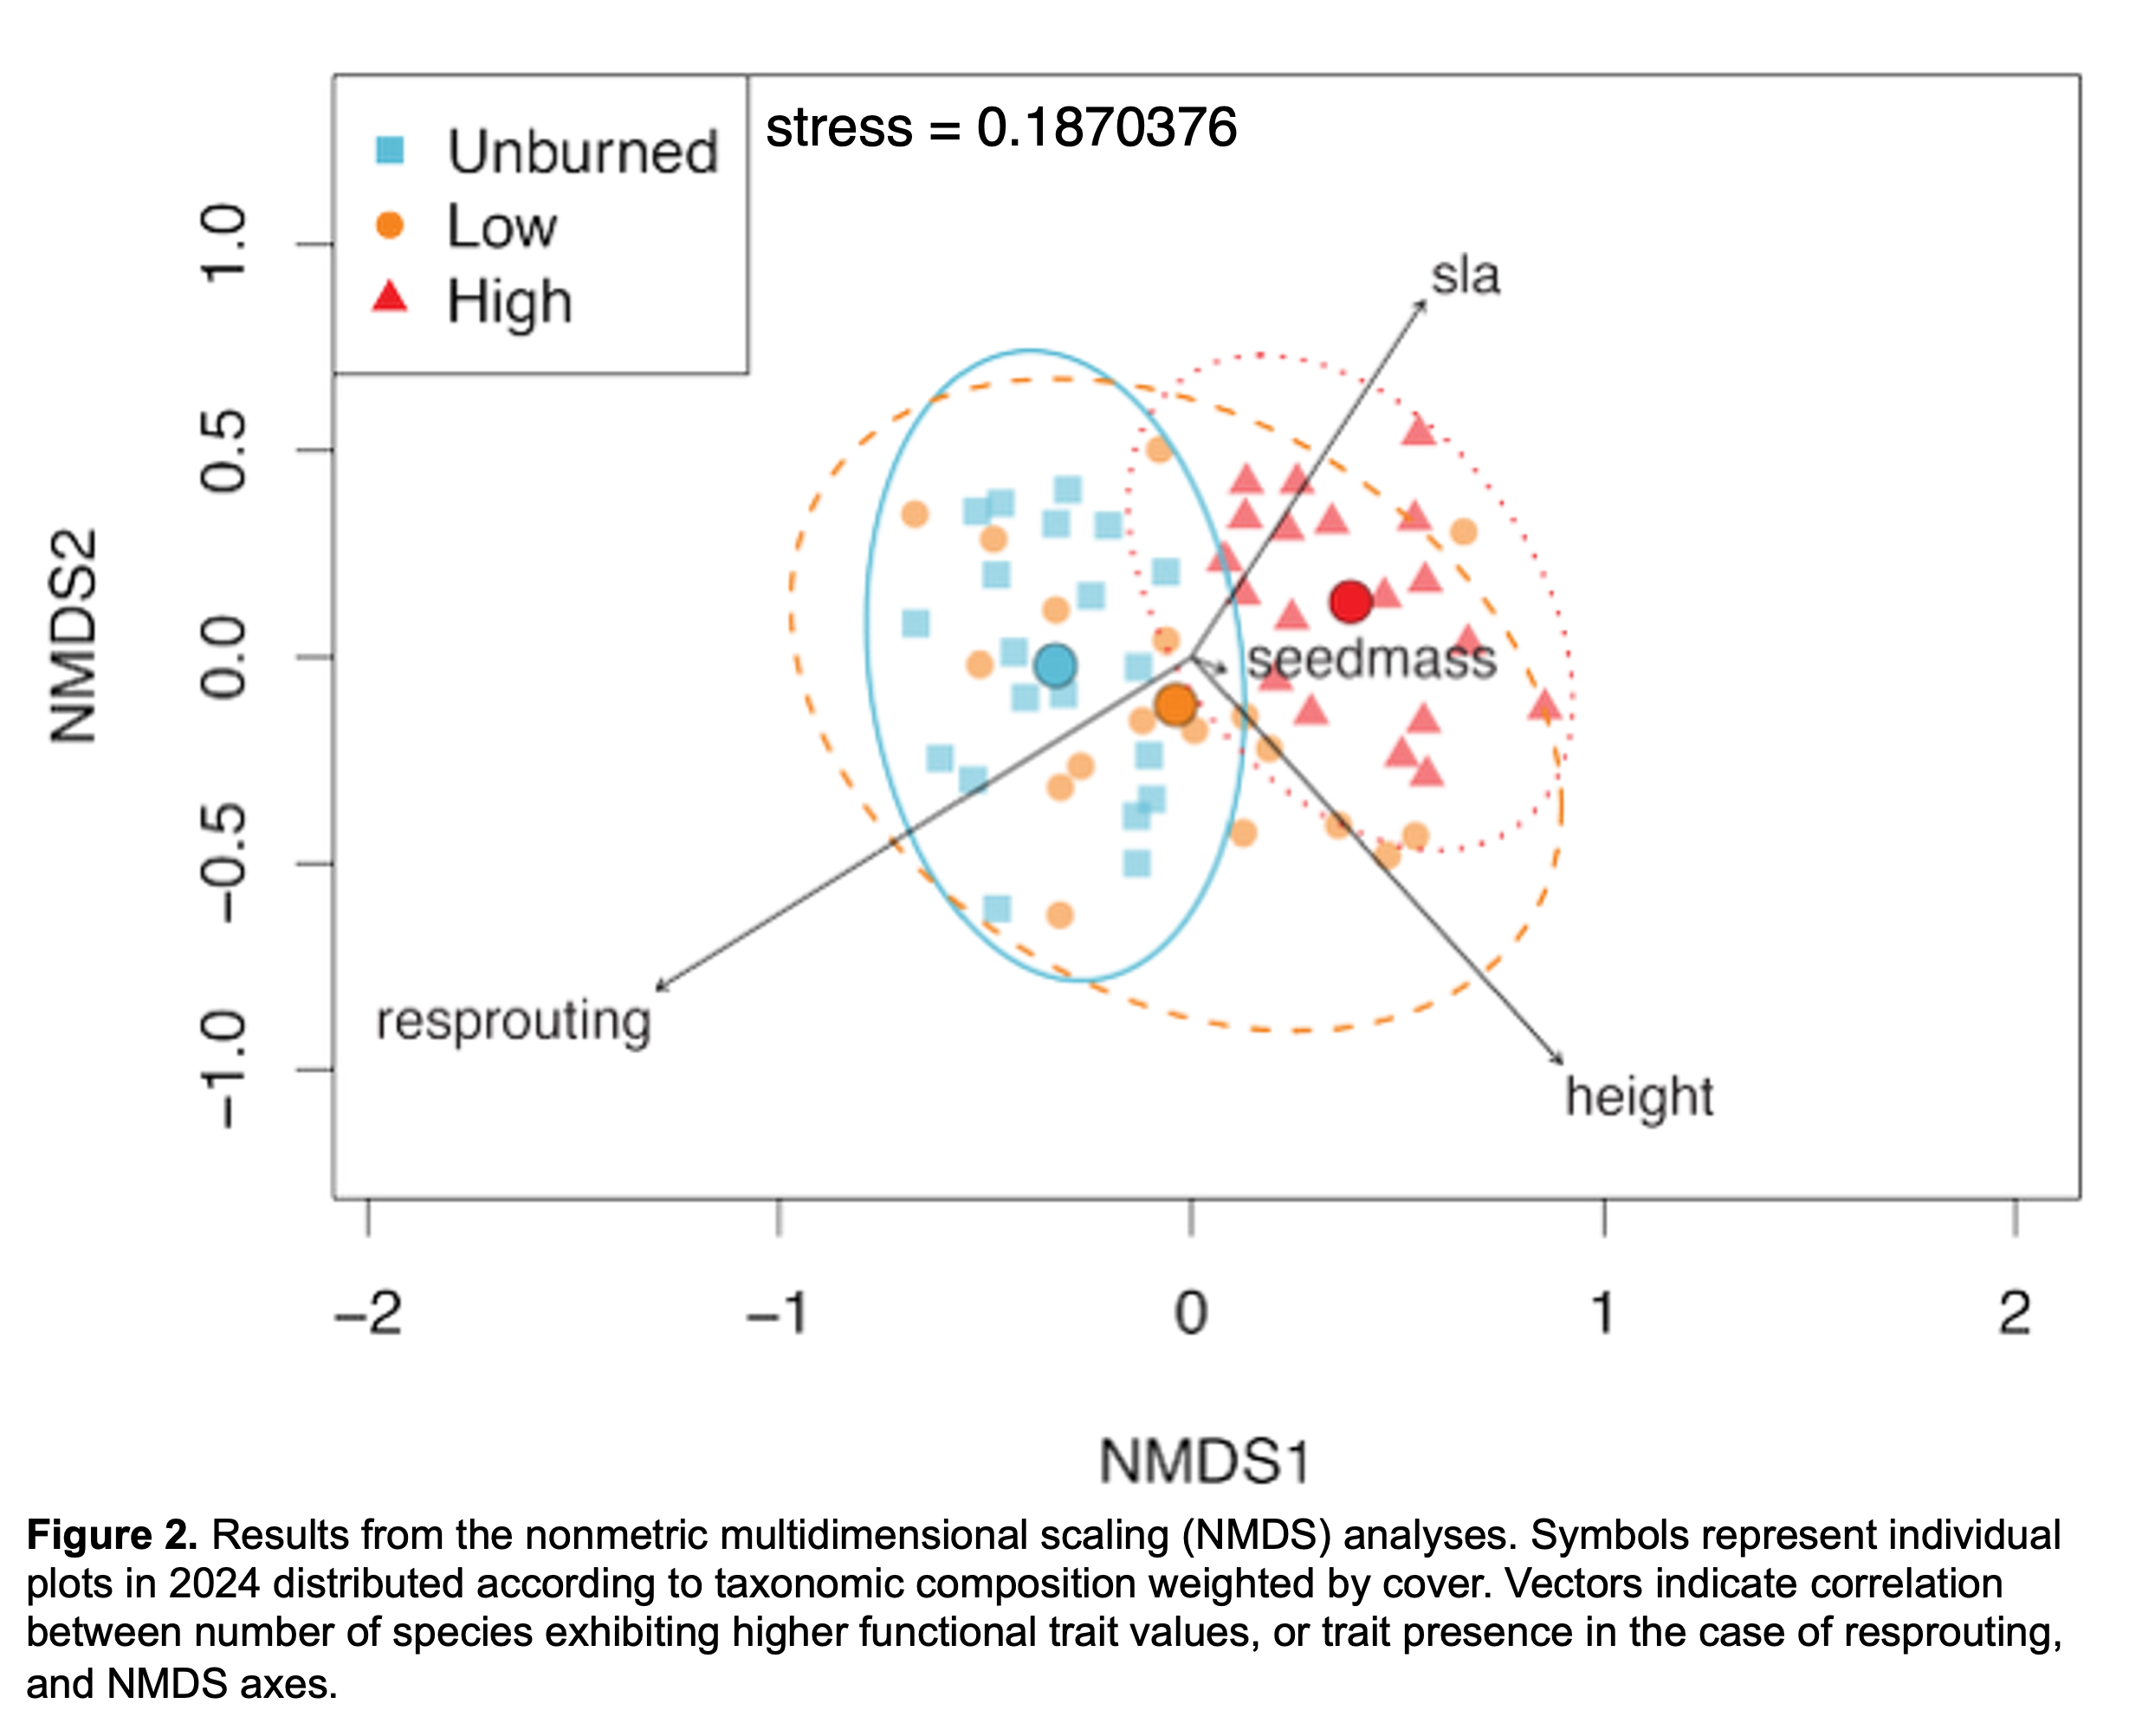 Unburned
Low
High
stress = 0.1870376
sla
seedmass
resprouting
height
NMDS2
1.0
0.5
0.0
−0.5
−1.0
−2
−1
0
1
2
NMDS1
Figure 2. Results from the nonmetric multidimensional scaling (NMDS) analyses. Symbols represent individual
plots in 2024 distributed according to taxonomic composition weighted by cover. Vectors indicate correlation
between number of species exhibiting higher functional trait values, or trait presence in the case of resprouting,
and NMDS axes.